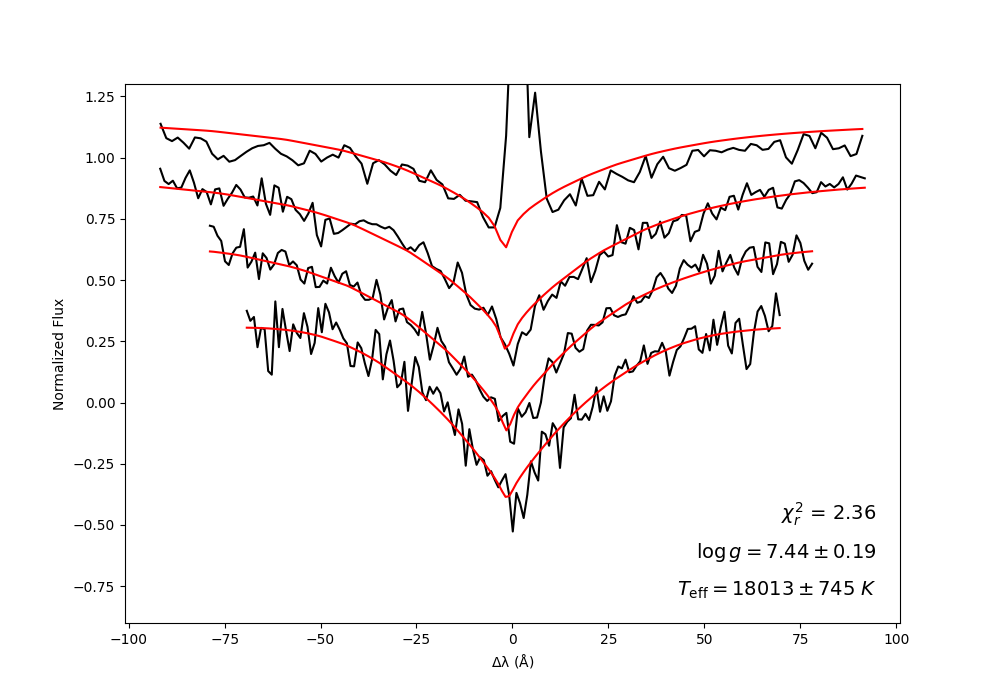 Normalized Flux
1.25
1.00
0.75
0.50
0.25
0.00
−0.25
−0.50
−0.75
χ²ᵣ = 2.36
log g = 7.44 ± 0.19
T_eff = 18013 ± 745 K
−100 −75 −50 −25 0 25 50 75 100
Δλ (Å)